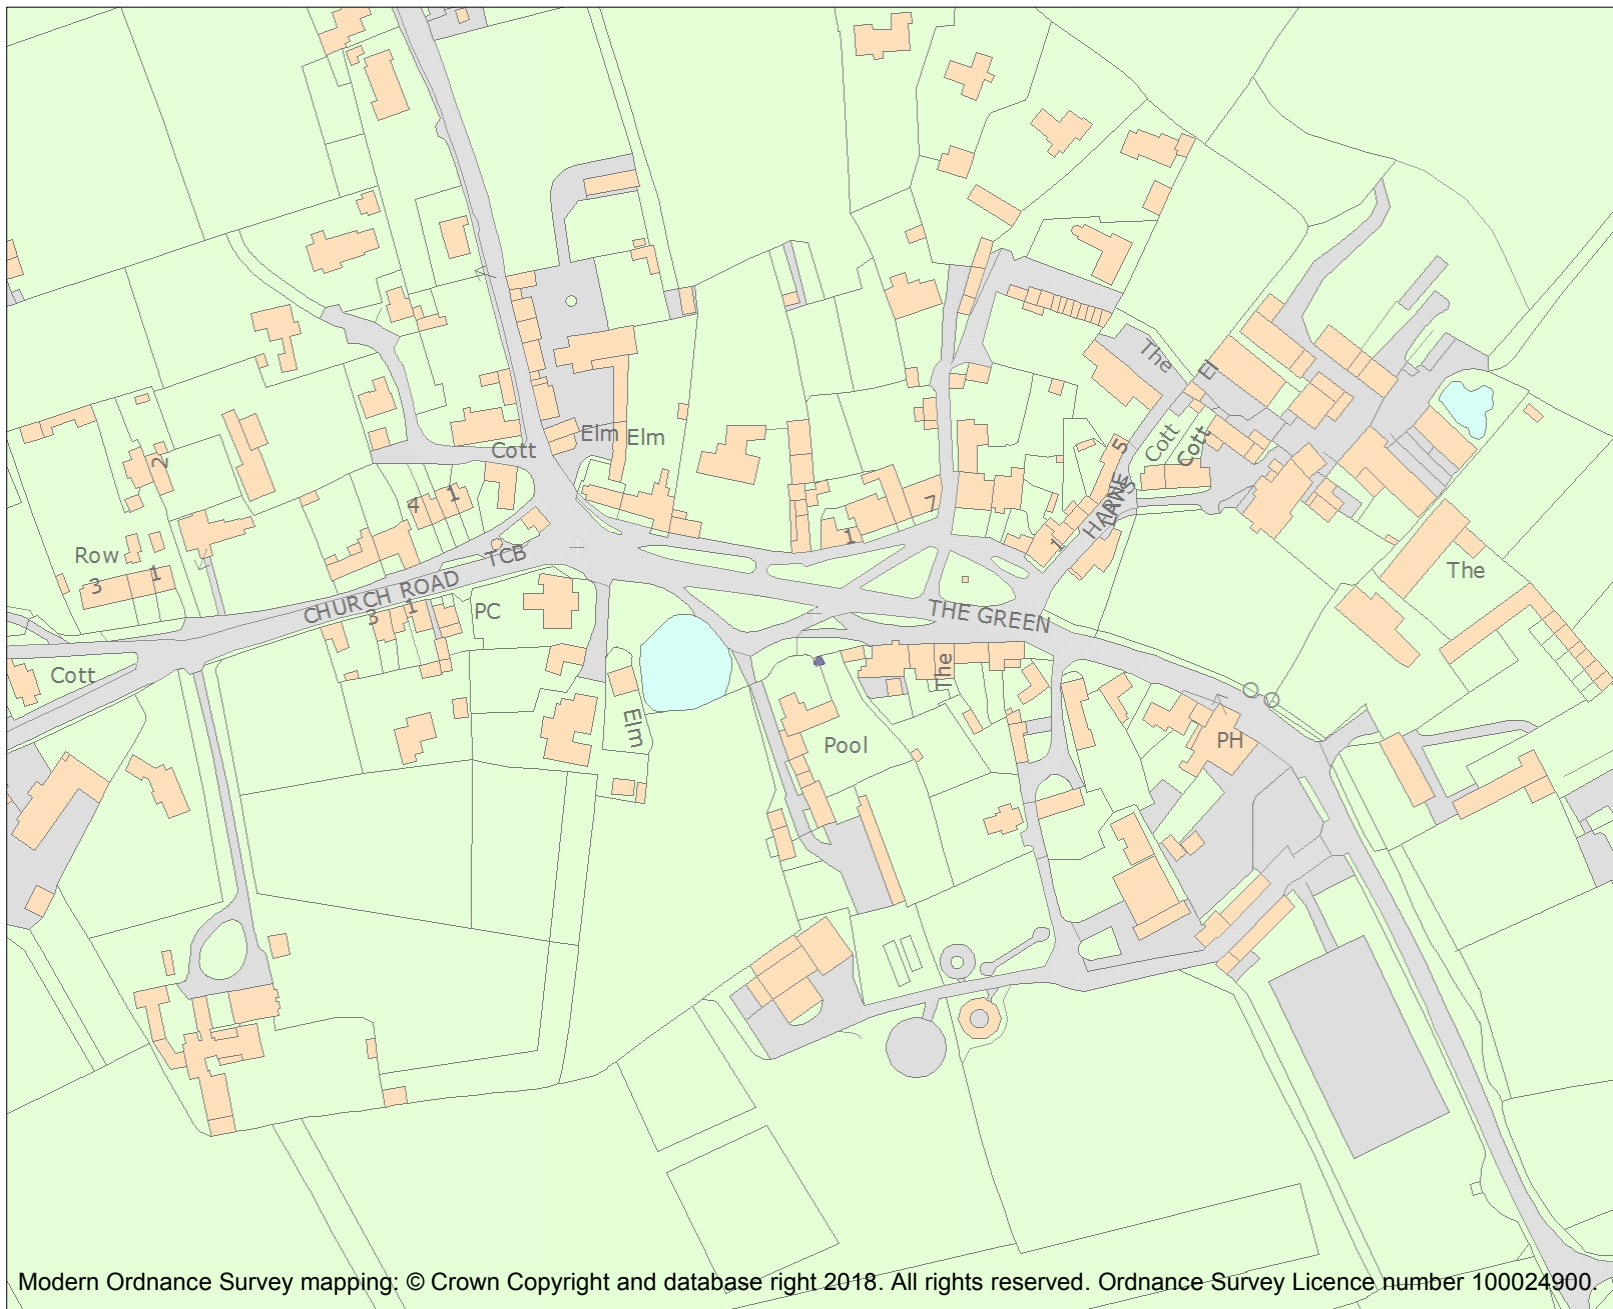 The
El
5
Cott
Cott
Cott
Elm
Elm
2
4
1
7
1
1
Row
TCB
The
3
1
CHURCH ROAD
3
1
PC
THE GREEN
Cott
The
Elm
Pool
PH
Modern Ordnance Survey mapping: © Crown Copyright and database right 2018. All rights reserved. Ordnance Survey Licence number 100024900.